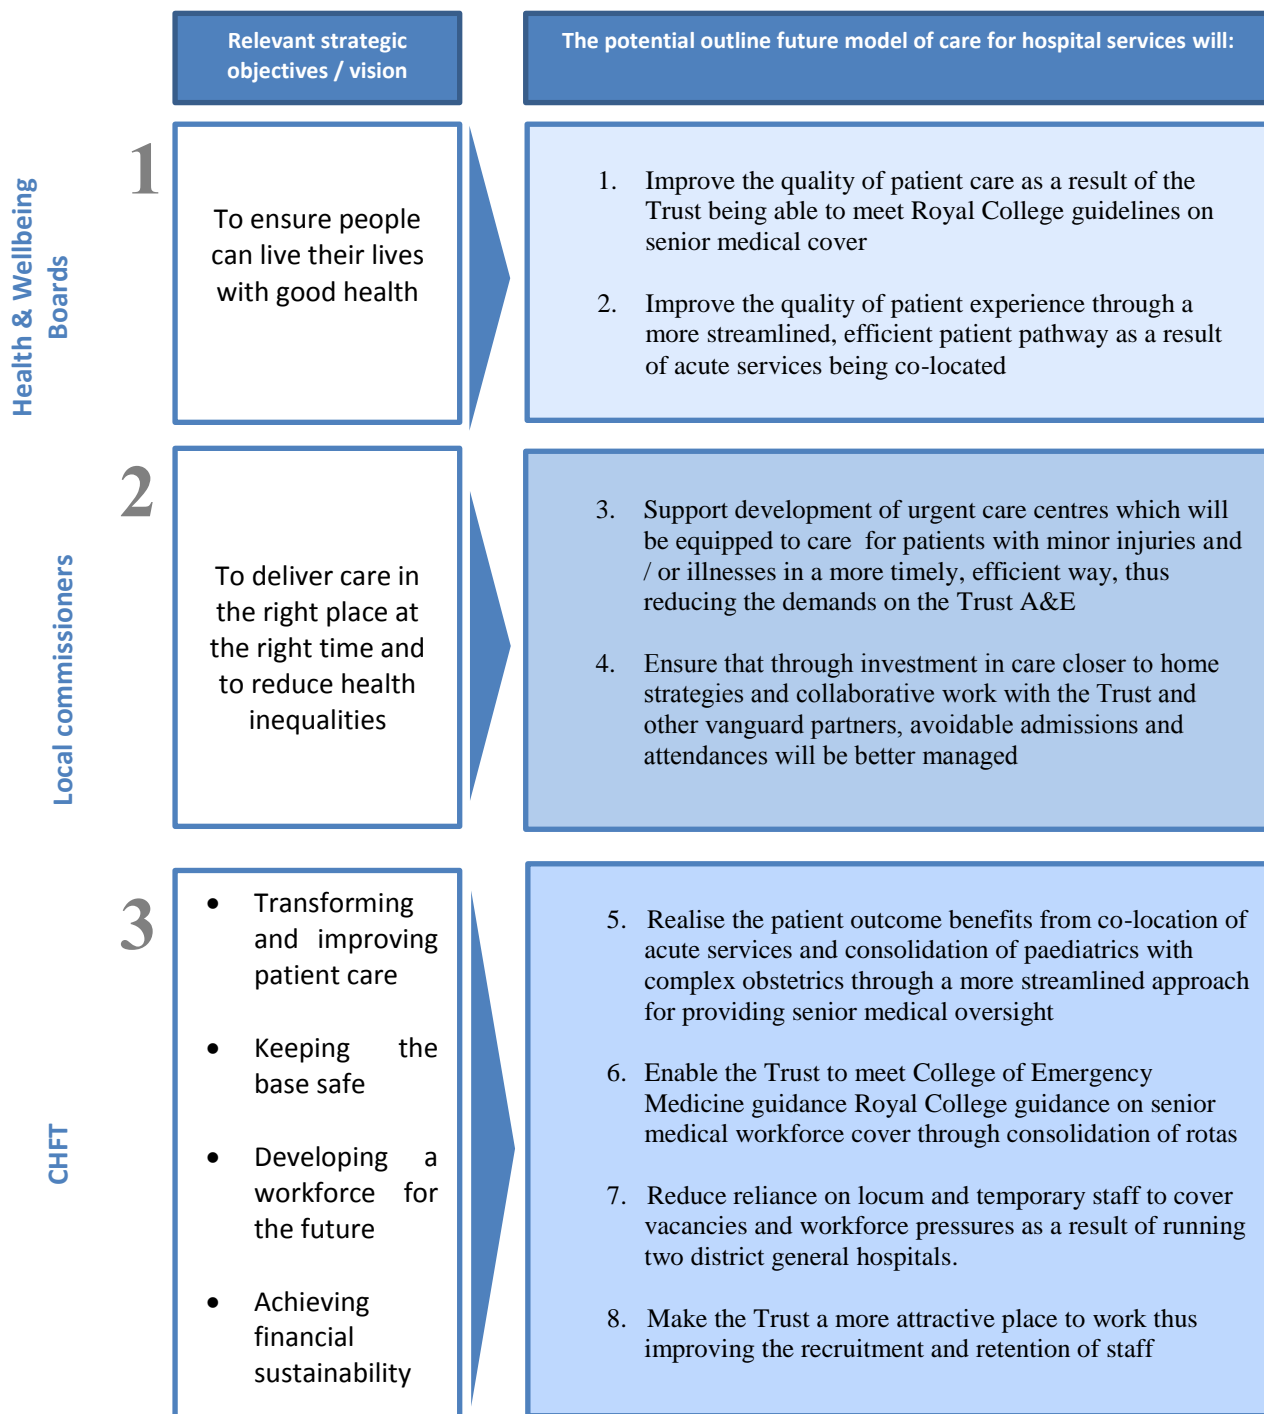 Relevant strategic
objectives / vision
The potential outline future model of care for hospital services will:
Health & Wellbeing
Boards
1
To ensure people
can live their lives
with good health
1. Improve the quality of patient care as a result of the
Trust being able to meet Royal College guidelines on
senior medical cover
2. Improve the quality of patient experience through a
more streamlined, efficient patient pathway as a result
of acute services being co-located
Local commissioners
2
To deliver care in
the right place at
the right time and
to reduce health
inequalities
3. Support development of urgent care centres which will
be equipped to care for patients with minor injuries and
/ or illnesses in a more timely, efficient way, thus
reducing the demands on the Trust A&E
4. Ensure that through investment in care closer to home
strategies and collaborative work with the Trust and
other vanguard partners, avoidable admissions and
attendances will be better managed
CHFT
3
• Transforming
and improving
patient care
• Keeping the
base safe
• Developing a
workforce for
the future
• Achieving
financial
sustainability
5. Realise the patient outcome benefits from co-location of
acute services and consolidation of paediatrics with
complex obstetrics through a more streamlined approach
for providing senior medical oversight
6. Enable the Trust to meet College of Emergency
Medicine guidance Royal College guidance on senior
medical workforce cover through consolidation of rotas
7. Reduce reliance on locum and temporary staff to cover
vacancies and workforce pressures as a result of running
two district general hospitals.
8. Make the Trust a more attractive place to work thus
improving the recruitment and retention of staff